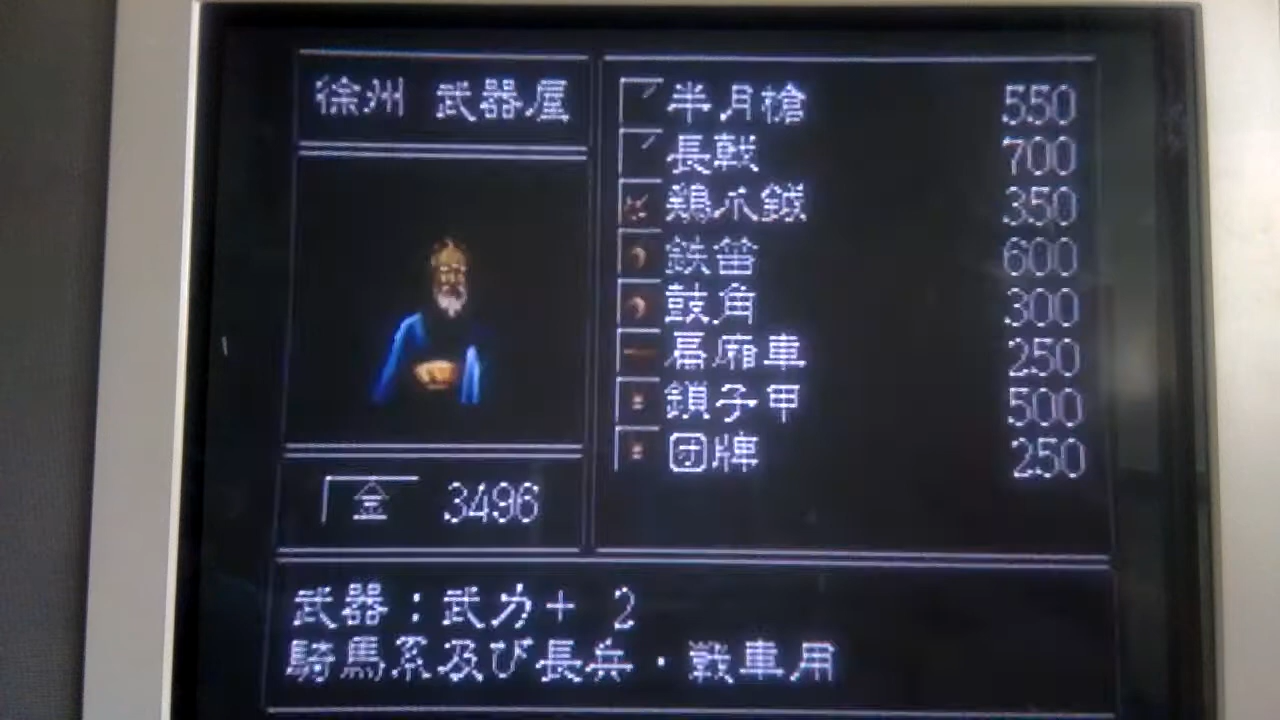 徐州 武器屋
半月槍 550
長戟 700
鶏爪鉞 350
鉄笛 600
鼓角 300
扁廂車 250
鎖子甲 500
団牌 250
金 3496
武器：武力＋ 2
騎馬系及び長兵・戦車用